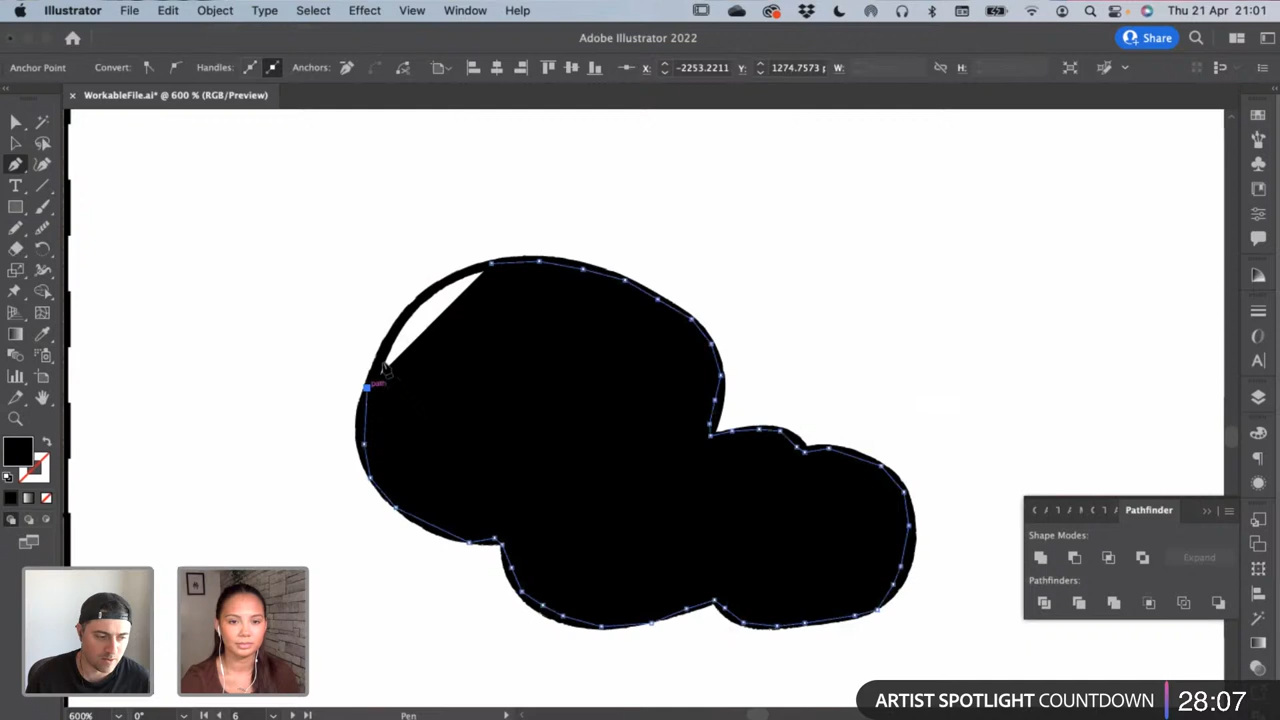 Illustrator File Edit Object Type Select Effect View Window Help Thu 21 Apr 21:01
Adobe Illustrator 2022
Share
Anchor Point Convert: Handles: Anchors: X: -2253.2211 Y: 1274.7573 p W: H:
WorkableFile.ai* @ 600 % (RGB/Preview)
path
Pathfinder
Shape Modes:
Expand
Pathfinders:
ARTIST SPOTLIGHT COUNTDOWN 28:07
600% 0° 6 Pen